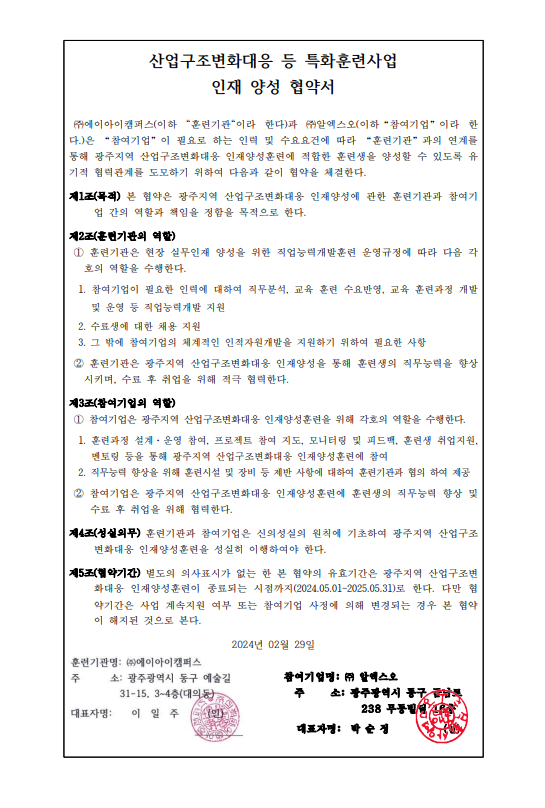 산업구조변화대응 등 특화훈련사업
인재 양성 협약서
㈜에이아이캠퍼스(이하 “훈련기관“이라 한다)과 ㈜알엑스오(이하 “참여기업” 이라 한
다.)은 “참여기업” 이 필요로 하는 인력 및 수요요건에 따라 “훈련기관” 과의 연계를
통해 광주지역 산업구조변화대응 인재양성훈련에 적합한 훈련생을 양성할 수 있도록 유
기적 협력관계를 도모하기 위하여 다음과 같이 협약을 체결한다.
제1조(목적) 본 협약은 광주지역 산업구조변화대응 인재양성에 관한 훈련기관과 참여기
업 간의 역할과 책임을 정함을 목적으로 한다.
제2조(훈련기관의 역할)
① 훈련기관은 현장 실무인재 양성을 위한 직업능력개발훈련 운영규정에 따라 다음 각
호의 역할을 수행한다.
1. 참여기업이 필요한 인력에 대하여 직무분석, 교육 훈련 수요반영, 교육 훈련과정 개발
및 운영 등 직업능력개발 지원
2. 수료생에 대한 채용 지원
3. 그 밖에 참여기업의 체계적인 인적자원개발을 지원하기 위하여 필요한 사항
② 훈련기관은 광주지역 산업구조변화대응 인재양성을 통해 훈련생의 직무능력을 향상
시키며, 수료 후 취업을 위해 적극 협력한다.
제3조(참여기업의 역할)
① 참여기업은 광주지역 산업구조변화대응 인재양성훈련을 위해 각호의 역할을 수행한다.
1. 훈련과정 설계·운영 참여, 프로젝트 참여 지도, 모니터링 및 피드백, 훈련생 취업지원,
멘토링 등을 통해 광주지역 산업구조변화대응 인재양성훈련에 참여
2. 직무능력 향상을 위해 훈련시설 및 장비 등 제반 사항에 대하여 훈련기관과 협의 하여 제공
② 참여기업은 광주지역 산업구조변화대응 인재양성훈련에 훈련생의 직무능력 향상 및
수료 후 취업을 위해 협력한다.
제4조(성실의무) 훈련기관과 참여기업은 신의성실의 원칙에 기초하여 광주지역 산업구조
변화대응 인재양성훈련을 성실히 이행하여야 한다.
제5조(협약기간) 별도의 의사표시가 없는 한 본 협약의 유효기간은 광주지역 산업구조변
화대응 인재양성훈련이 종료되는 시점까지(2024.05.01~2025.05.31)로 한다. 다만 협
약기간은 사업 계속지원 여부 또는 참여기업 사정에 의해 변경되는 경우 본 협약
이 해지된 것으로 본다.
2024년 02월 29일
훈련기관명: ㈜에이아이캠퍼스
주 소: 광주광역시 동구 예술길
31-15, 3~4층(대의동)
대표자명: 이 일 주 (인)
참여기업명: ㈜ 알엑스오
주 소: 광주광역시 동구
238 무등빌딩
대표자명: 박 순 정